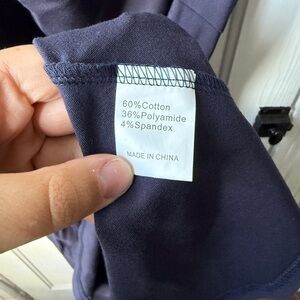 60%Cotton
36%Polyamide
4%Spandex
MADE IN CHINA